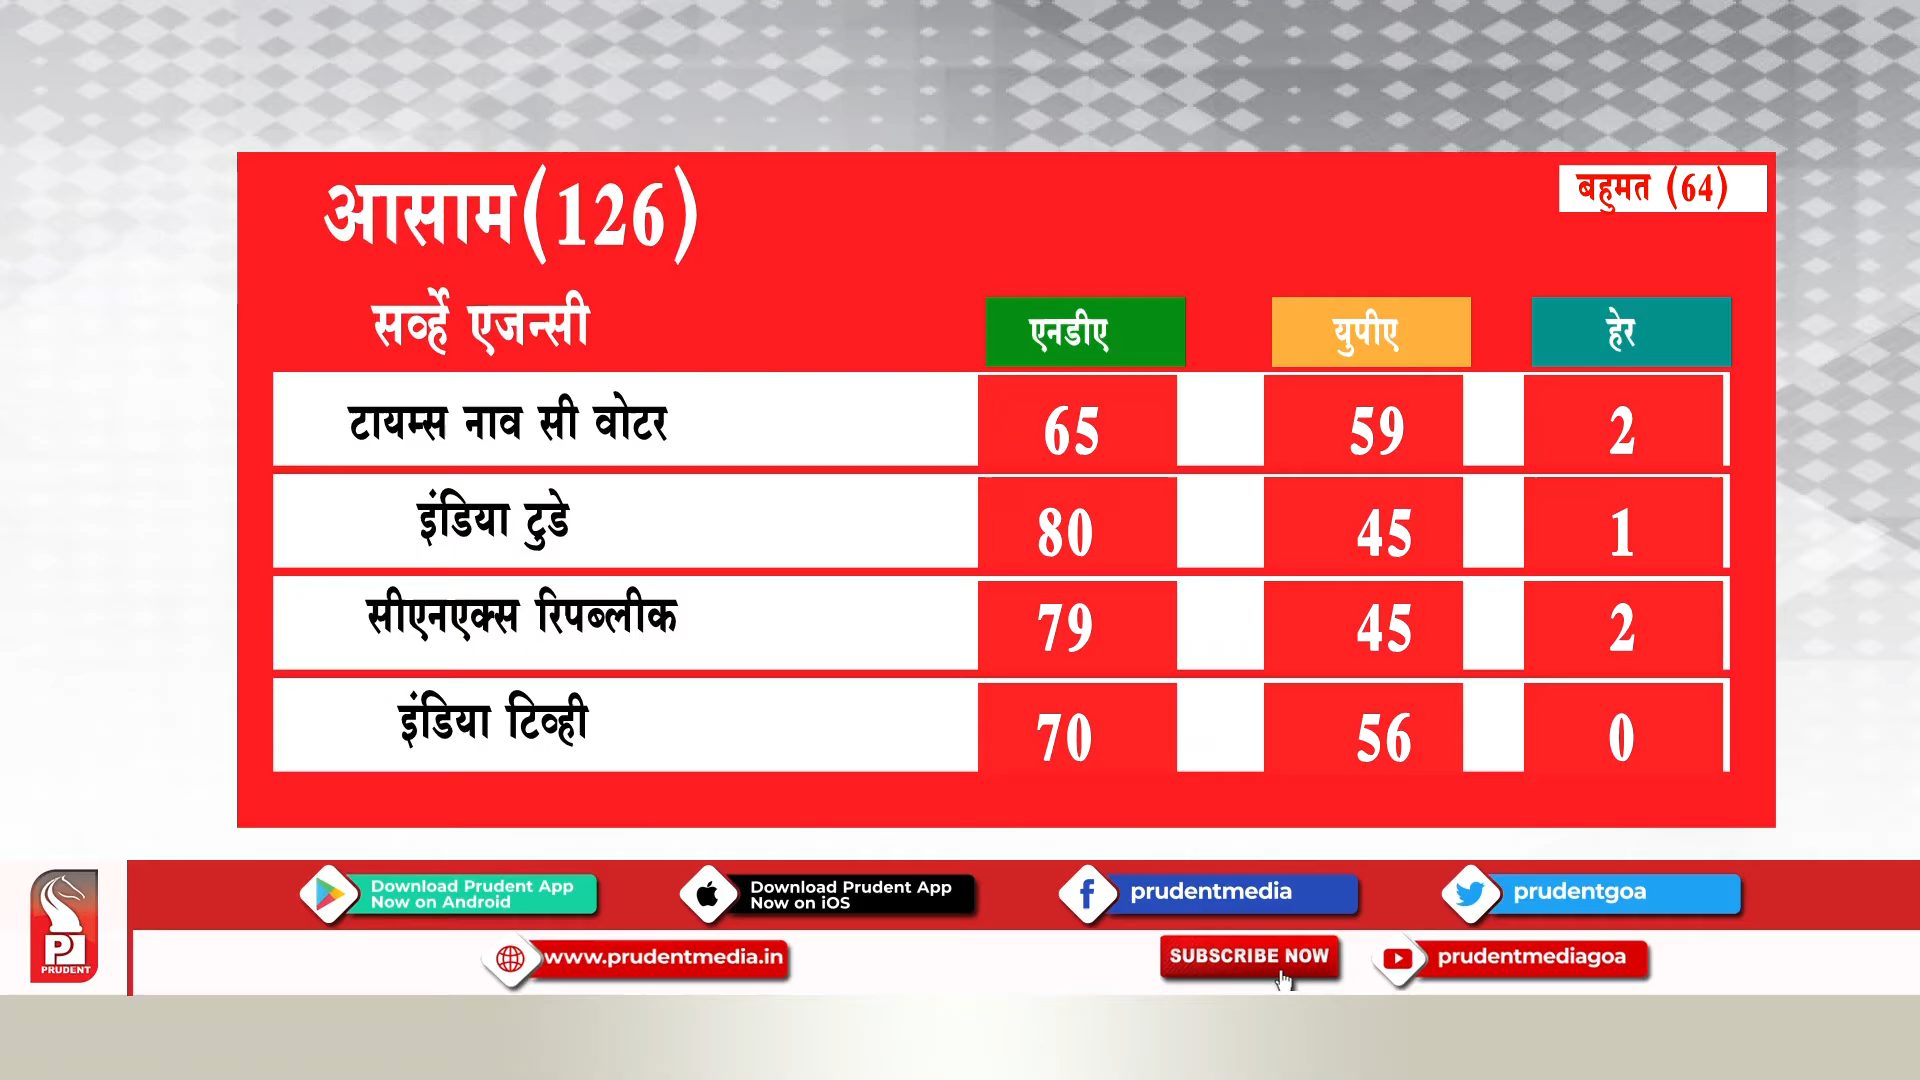 आसाम(126)
बहुमत (64)
सर्व्हे एजन्सी एनडीए युपीए हेर
टायम्स नाव सी वोटर 65 59 2
इंडिया टुडे 80 45 1
सीएनएक्स रिपब्लीक 79 45 2
इंडिया टिव्ही 70 56 0
Download Prudent App
Now on Android
Download Prudent App
Now on iOS
prudentmedia
prudentgoa
PRUDENT
www.prudentmedia.in
SUBSCRIBE NOW
prudentmediagoa